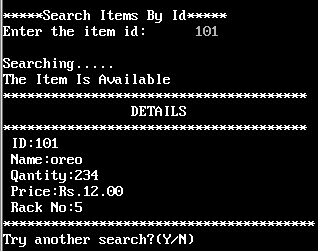 *****Search Items By Id*****
Enter the item id:      101
Searching.....
The Item Is Available
***************************************
DETAILS
***************************************
ID:101
Name:oreo
Qantity:234
Price:Rs.12.00
Rack No:5
***************************************
Try another search?(Y/N)